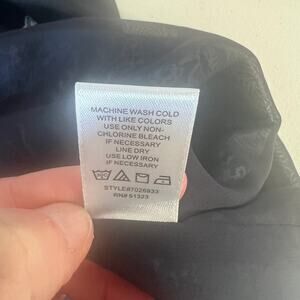 MACHINE WASH COLD
WITH LIKE COLORS
USE ONLY NON-
CHLORINE BLEACH
IF NECESSARY
LINE DRY
USE LOW IRON
IF NECESSARY
STYLE#7026933
RN# 51323